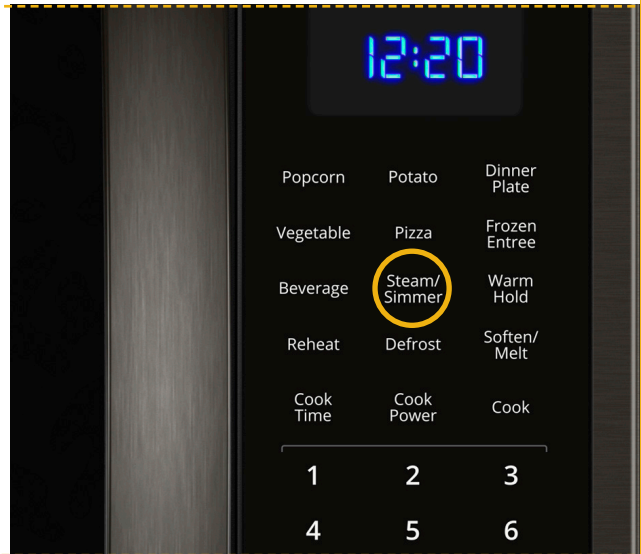 12:20
Popcorn Potato Dinner
Plate
Vegetable Pizza Frozen
Entree
Beverage Steam/
Simmer Warm
Hold
Reheat Defrost Soften/
Melt
Cook
Time Cook
Power Cook
1 2 3
4 5 6